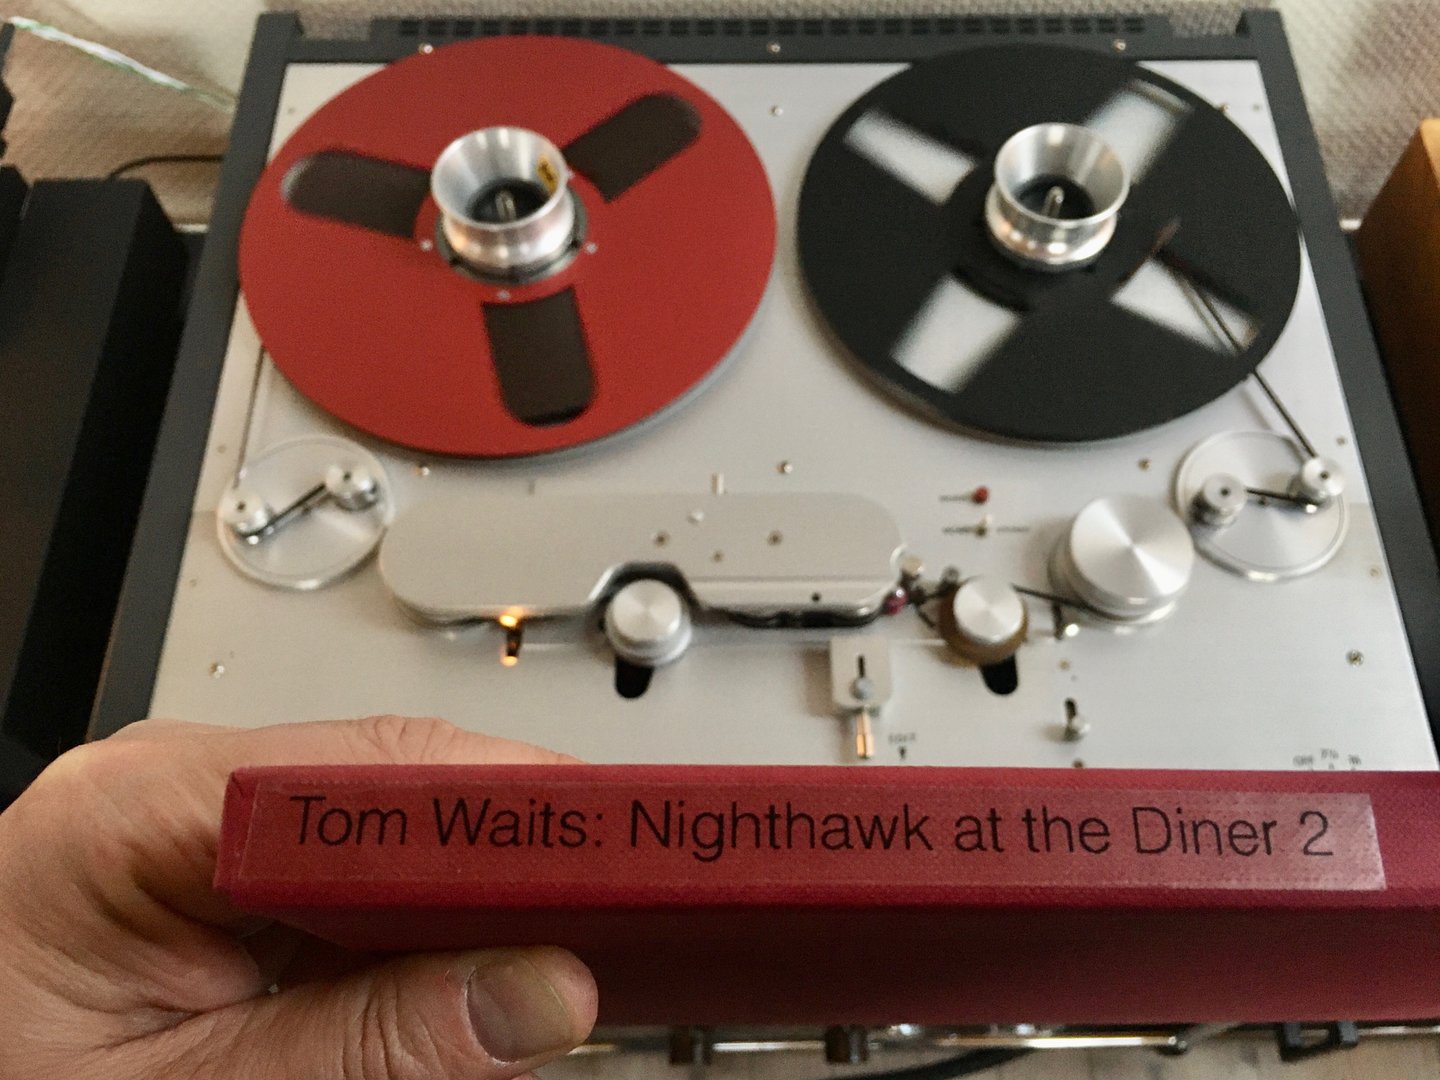 Tom Waits: Nighthawk at the Diner 2